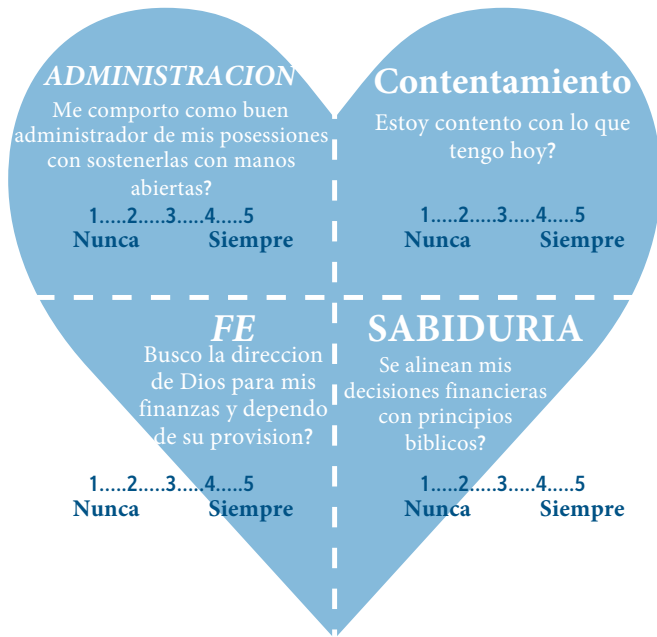 ADMINISTRACION
Me comporto como buen
administrador de mis posessiones
con sostenerlas con manos
abiertas?
1.....2.....3.....4.....5
Nunca Siempre
Contentamiento
Estoy contento con lo que
tengo hoy?
1.....2.....3.....4.....5
Nunca Siempre
FE
Busco la direccion
de Dios para mis
finanzas y dependo
de su provision?
1.....2.....3.....4.....5
Nunca Siempre
SABIDURIA
Se alinean mis
decisiones financieras
con principios
biblicos?
1.....2.....3.....4.....5
Nunca Siempre